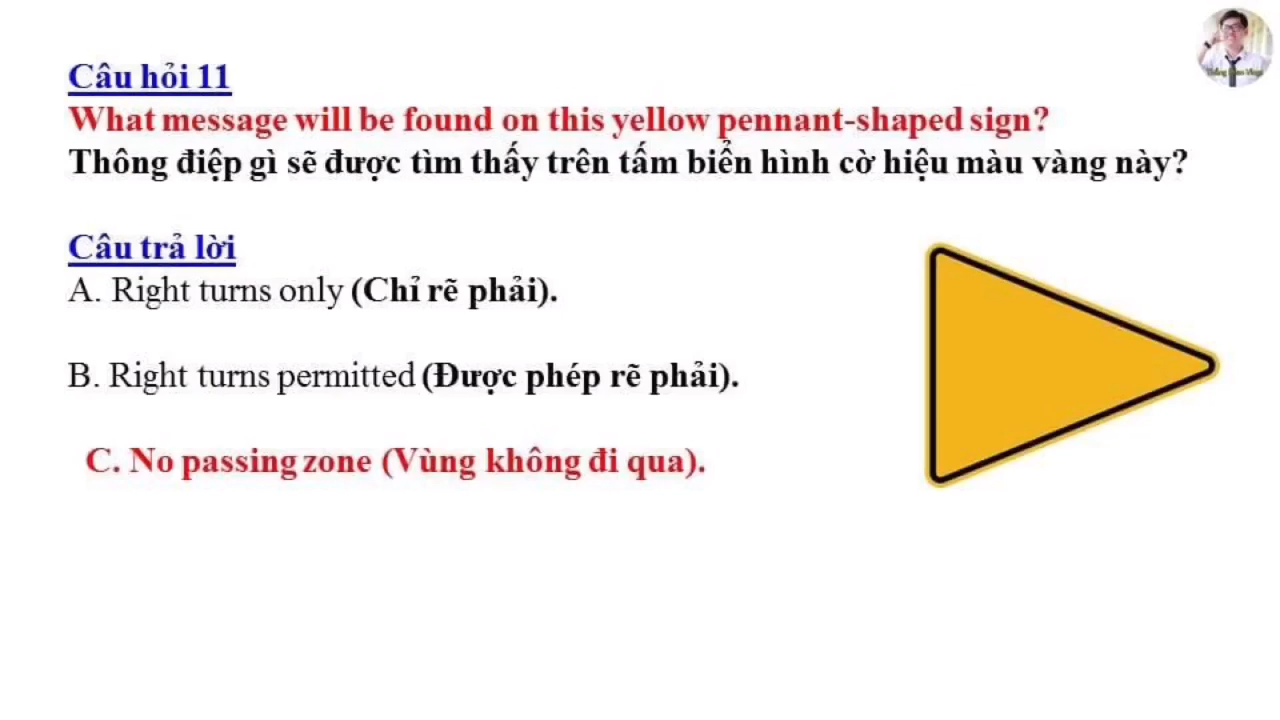 Câu hỏi 11
What message will be found on this yellow pennant-shaped sign?
Thông điệp gì sẽ được tìm thấy trên tấm biển hình cờ hiệu màu vàng này?
Câu trả lời
A. Right turns only (Chỉ rẽ phải).
B. Right turns permitted (Được phép rẽ phải).
C. No passing zone (Vùng không đi qua).